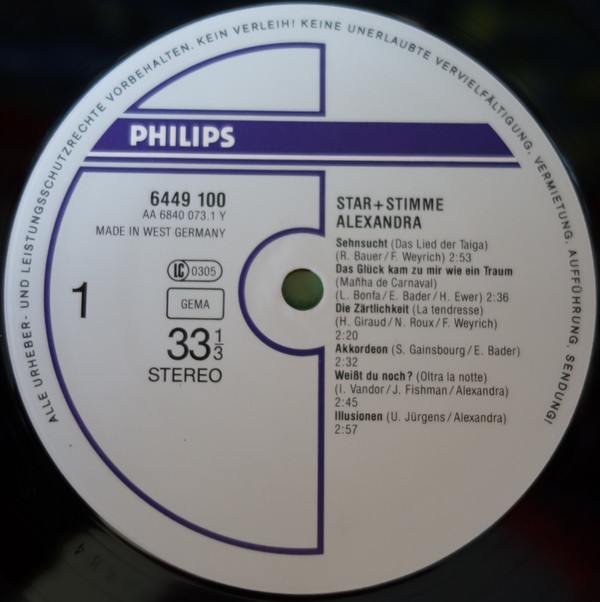 ALLE URHEBER- UND LEISTUNGSSCHUTZRECHTE VORBEHALTEN. KEIN VERLEIH! KEINE UNERLAUBTE VERVIELFÄLTIGUNG, VERMIETUNG, AUFFÜHRUNG, SENDUNG!
PHILIPS
6449 100
AA 6840 073.1 Y
MADE IN WEST GERMANY
LC 0305
GEMA
1
33 1/3
STEREO
STAR + STIMME
ALEXANDRA
Sehnsucht (Das Lied der Taiga)
(R. Bauer / F. Weyrich) 2:53
Das Glück kam zu mir wie ein Traum
(Mañha de Carnaval)
(L. Bonfa / E. Bader / H. Ewer) 2:36
Die Zärtlichkeit (La tendresse)
(H. Giraud / N. Roux / F. Weyrich)
2:20
Akkordeon (S. Gainsbourg / E. Bader)
2:32
Weißt du noch? (Oltra la notte)
(I. Vandor / J. Fishman / Alexandra)
2:45
Illusionen (U. Jürgens / Alexandra)
2:57